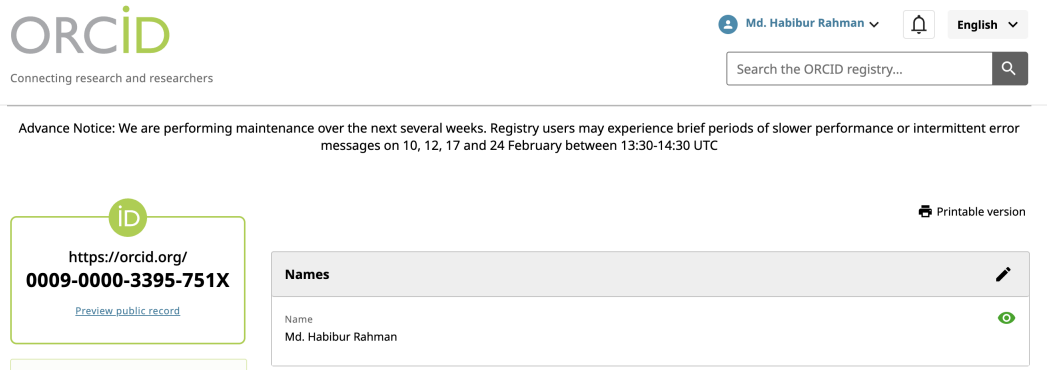 ORCID
Connecting research and researchers
Md. Habibur Rahman
English
Search the ORCID registry...
Advance Notice: We are performing maintenance over the next several weeks. Registry users may experience brief periods of slower performance or intermittent error
messages on 10, 12, 17 and 24 February between 13:30-14:30 UTC
iD
https://orcid.org/
0009-0000-3395-751X
Preview public record
Printable version
Names
Name
Md. Habibur Rahman